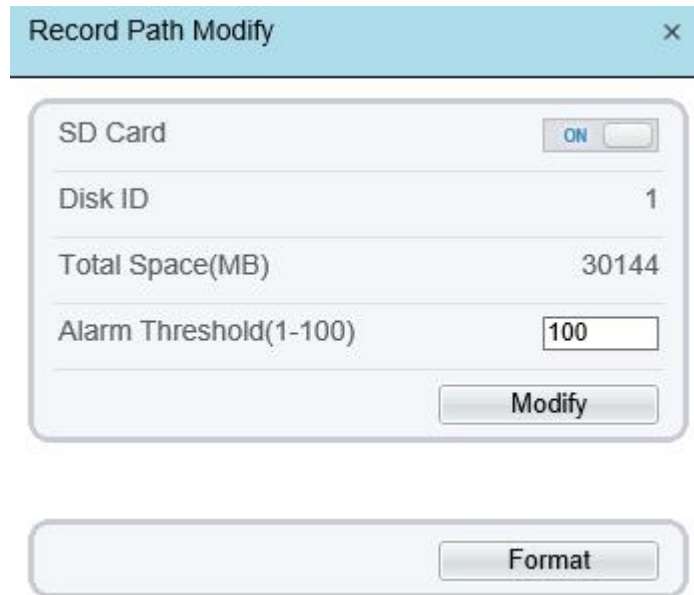 Record Path Modify ×
SD Card ON
Disk ID 1
Total Space(MB) 30144
Alarm Threshold(1-100) 100
Modify
Format